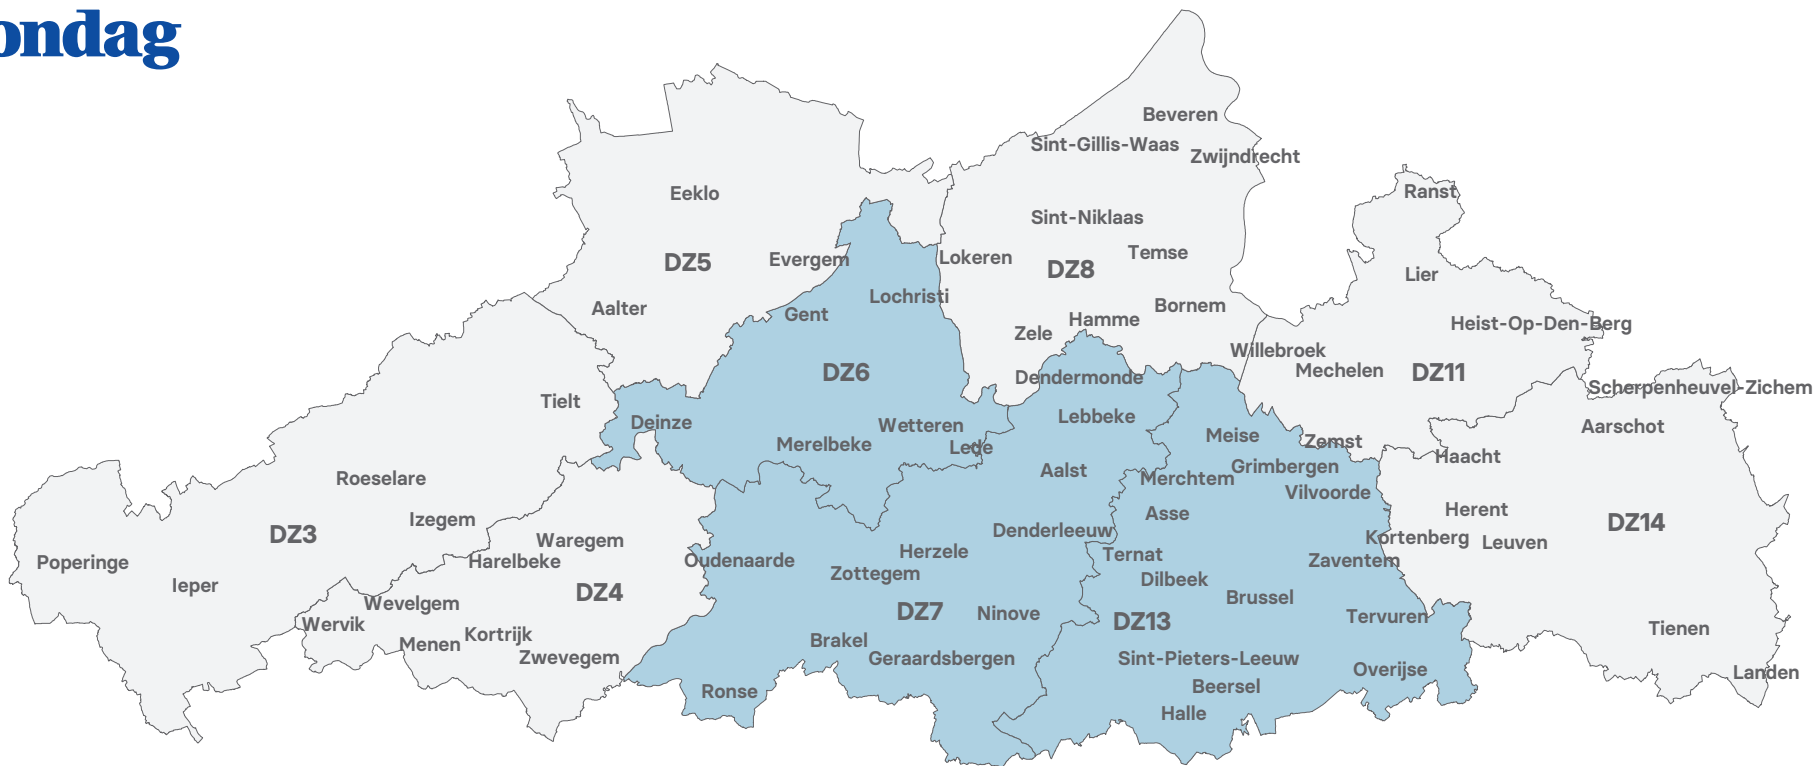 ondag
Beveren
Sint-Gillis-Waas
Zwijndrecht
Ranst
Eeklo
Sint-Niklaas
Evergem
DZ5
Lokeren
DZ8
Temse
Lier
Lochristi
Aalter
Gent
Bornem
Zele
Hamme
Heist-Op-Den-Berg
Willebroek
Mechelen
DZ11
DZ6
Dendermonde
Scherpenheuvel-Zichem
Tielt
Deinze
Wetteren
Lebbeke
Aarschot
Merelbeke
Lede
Meise
Zemst
Haacht
Roeselare
Aalst
Merchtem
Grimbergen
Vilvoorde
Izegem
Asse
Herent
DZ14
DZ3
Waregem
Denderleeuw
Kortenberg
Leuven
Poperinge
Harelbeke
Oudenaarde
Herzele
Ternat
Zaventem
Ieper
Zottegem
Dilbeek
DZ4
Brussel
Wevelgem
DZ7
Ninove
DZ13
Tervuren
Wervik
Menen
Kortrijk
Brakel
Tienen
Zwevegem
Geraardsbergen
Sint-Pieters-Leeuw
Overijse
Landen
Ronse
Beersel
Halle